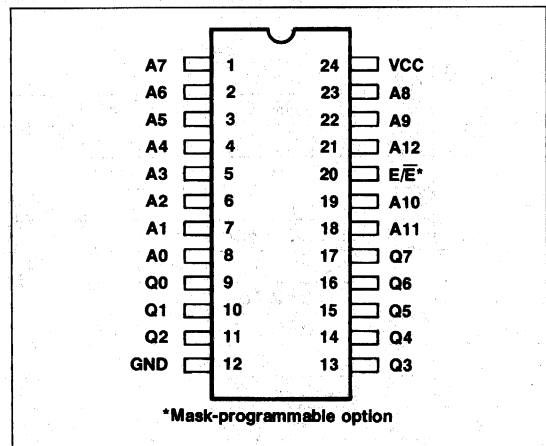 A7 1 24 VCC
A6 2 23 A8
A5 3 22 A9
A4 4 21 A12
A3 5 20 E/E̅*
A2 6 19 A10
A1 7 18 A11
A0 8 17 Q7
Q0 9 16 Q6
Q1 10 15 Q5
Q2 11 14 Q4
GND 12 13 Q3
*Mask-programmable option